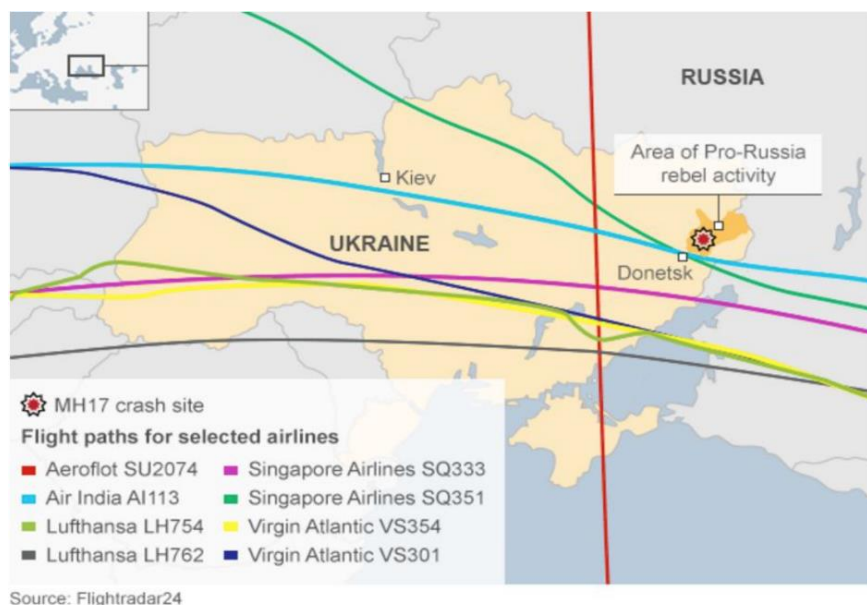 RUSSIA
Area of Pro-Russia
rebel activity
Kiev
UKRAINE
Donetsk
MH17 crash site
Flight paths for selected airlines
Aeroflot SU2074
Singapore Airlines SQ333
Air India AI113
Singapore Airlines SQ351
Lufthansa LH754
Virgin Atlantic VS354
Lufthansa LH762
Virgin Atlantic VS301
Source: Flightradar24